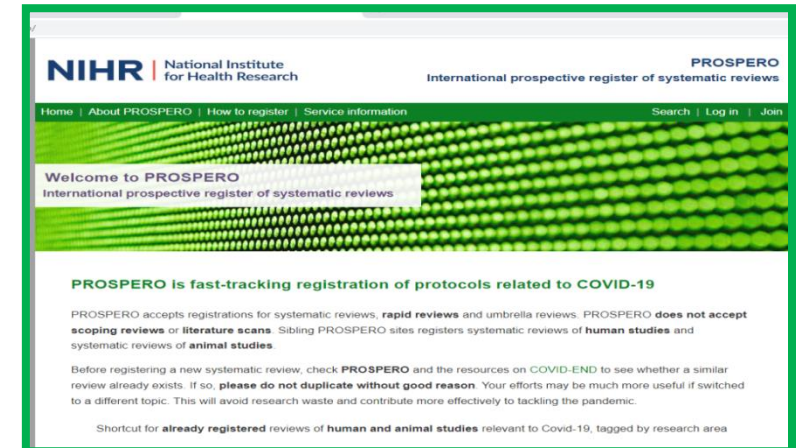 NIHR | National Institute for Health Research
PROSPERO
International prospective register of systematic reviews
Home | About PROSPERO | How to register | Service information Search | Log in | Join
Welcome to PROSPERO
International prospective register of systematic reviews
PROSPERO is fast-tracking registration of protocols related to COVID-19
PROSPERO accepts registrations for systematic reviews, rapid reviews and umbrella reviews. PROSPERO does not accept
scoping reviews or literature scans. Sibling PROSPERO sites registers systematic reviews of human studies and
systematic reviews of animal studies.
Before registering a new systematic review, check PROSPERO and the resources on COVID-END to see whether a similar
review already exists. If so, please do not duplicate without good reason. Your efforts may be much more useful if switched
to a different topic. This will avoid research waste and contribute more effectively to tackling the pandemic.
Shortcut for already registered reviews of human and animal studies relevant to Covid-19, tagged by research area